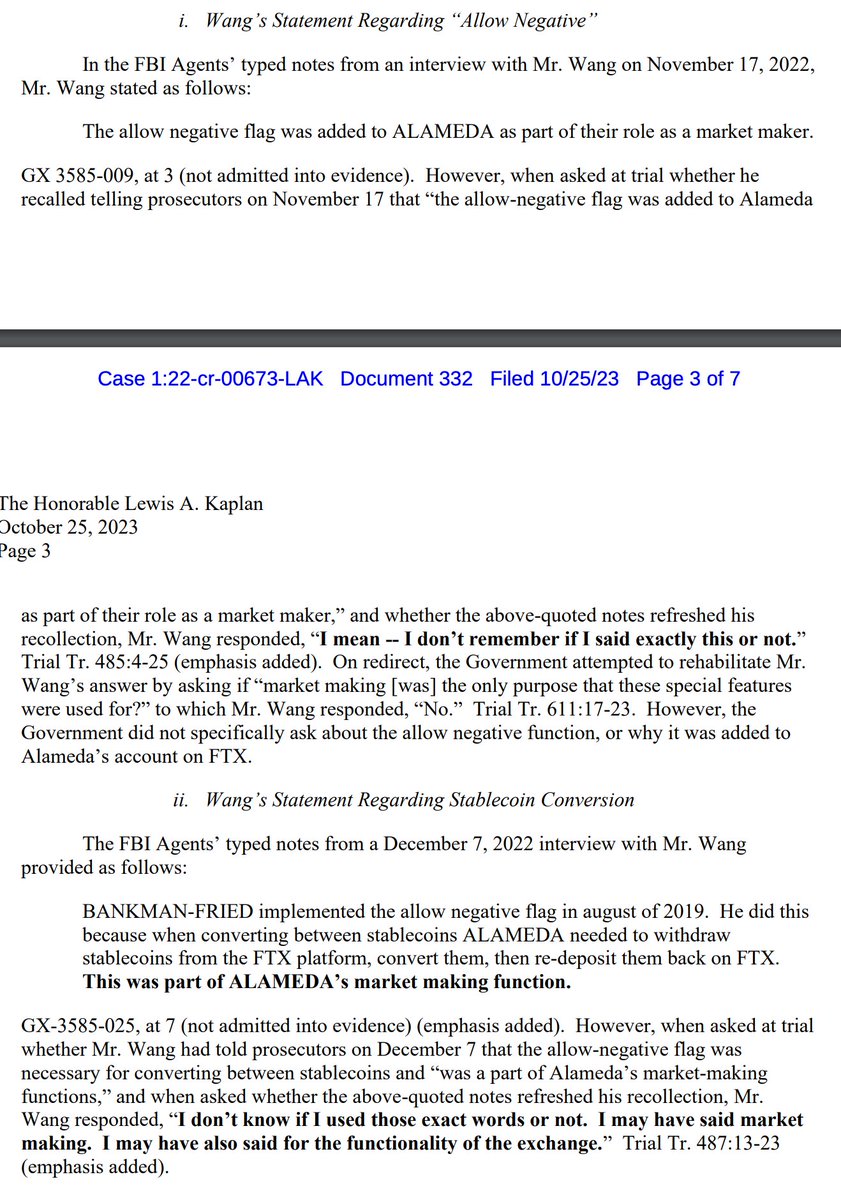 i. Wang’s Statement Regarding “Allow Negative”
In the FBI Agents’ typed notes from an interview with Mr. Wang on November 17, 2022,
Mr. Wang stated as follows:
The allow negative flag was added to ALAMEDA as part of their role as a market maker.
GX 3585-009, at 3 (not admitted into evidence). However, when asked at trial whether he
recalled telling prosecutors on November 17 that “the allow-negative flag was added to Alameda
Case 1:22-cr-00673-LAK Document 332 Filed 10/25/23 Page 3 of 7
The Honorable Lewis A. Kaplan
October 25, 2023
Page 3
as part of their role as a market maker,” and whether the above-quoted notes refreshed his
recollection, Mr. Wang responded, “I mean -- I don’t remember if I said exactly this or not.”
Trial Tr. 485:4-25 (emphasis added). On redirect, the Government attempted to rehabilitate Mr.
Wang’s answer by asking if “market making [was] the only purpose that these special features
were used for?” to which Mr. Wang responded, “No.” Trial Tr. 611:17-23. However, the
Government did not specifically ask about the allow negative function, or why it was added to
Alameda’s account on FTX.
ii. Wang’s Statement Regarding Stablecoin Conversion
The FBI Agents’ typed notes from a December 7, 2022 interview with Mr. Wang
provided as follows:
BANKMAN-FRIED implemented the allow negative flag in august of 2019. He did this
because when converting between stablecoins ALAMEDA needed to withdraw
stablecoins from the FTX platform, convert them, then re-deposit them back on FTX.
This was part of ALAMEDA’s market making function.
GX-3585-025, at 7 (not admitted into evidence) (emphasis added). However, when asked at trial
whether Mr. Wang had told prosecutors on December 7 that the allow-negative flag was
necessary for converting between stablecoins and “was a part of Alameda’s market-making
functions,” and when asked whether the above-quoted notes refreshed his recollection, Mr.
Wang responded, “I don’t know if I used those exact words or not. I may have said market
making. I may have also said for the functionality of the exchange.” Trial Tr. 487:13-23
(emphasis added).